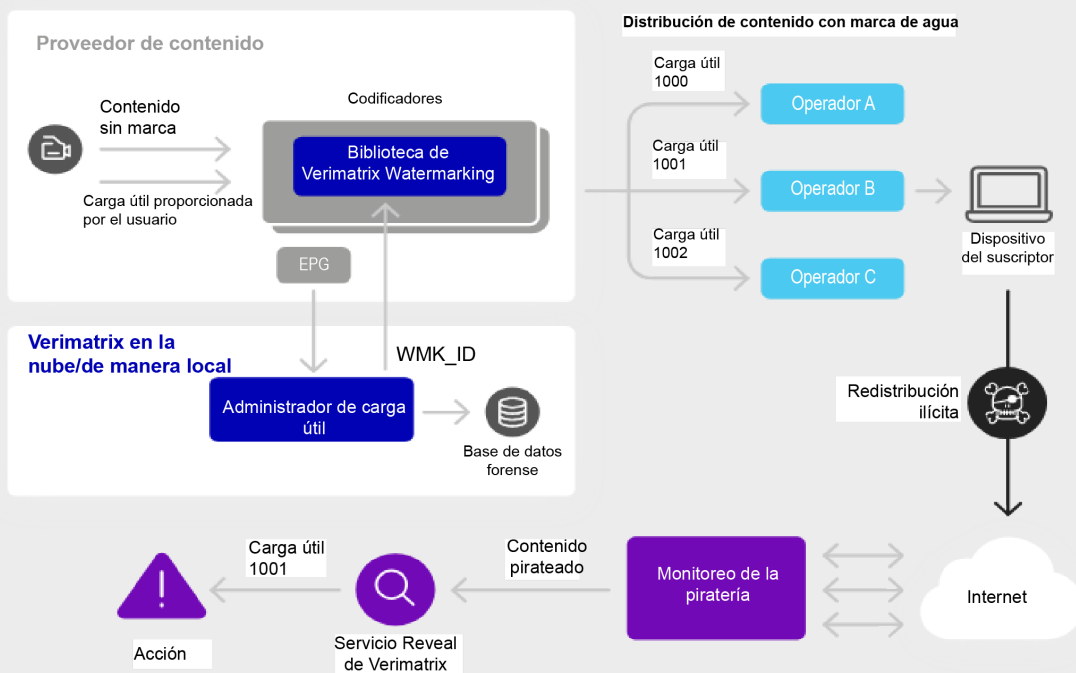 Proveedor de contenido
Contenido
sin marca
Carga útil proporcionada
por el usuario
Codificadores
Biblioteca de
Verimatrix Watermarking
EPG
Verimatrix en la
nube/de manera local
WMK_ID
Administrador de carga
útil
Base de datos
forense
Distribución de contenido con marca de agua
Carga útil
1000
Operador A
Carga útil
1001
Operador B
Carga útil
1002
Operador C
Dispositivo
del suscriptor
Redistribución
ilícita
Internet
Monitoreo de la
piratería
Contenido
pirateado
Servicio Reveal
de Verimatrix
Carga útil
1001
Acción